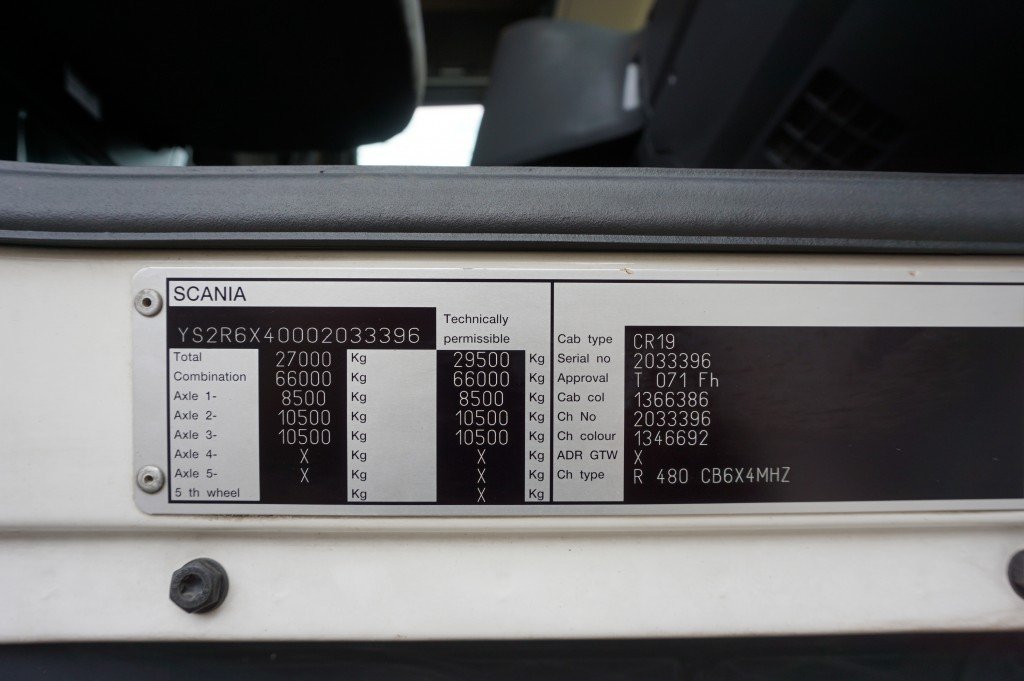 SCANIA
YS2R6X40002033396 Technically permissible
Total 27000 Kg 29500 Kg
Combination 66000 Kg 66000 Kg
Axle 1- 8500 Kg 8500 Kg
Axle 2- 10500 Kg 10500 Kg
Axle 3- 10500 Kg 10500 Kg
Axle 4- X Kg X Kg
Axle 5- X Kg X Kg
5 th wheel Kg X Kg
Cab type CR19
Serial no 2033396
Approval T 071 Fh
Cab col 1366386
Ch No 2033396
Ch colour 1346692
ADR GTW X
Ch type R 480 CB6X4MHZ